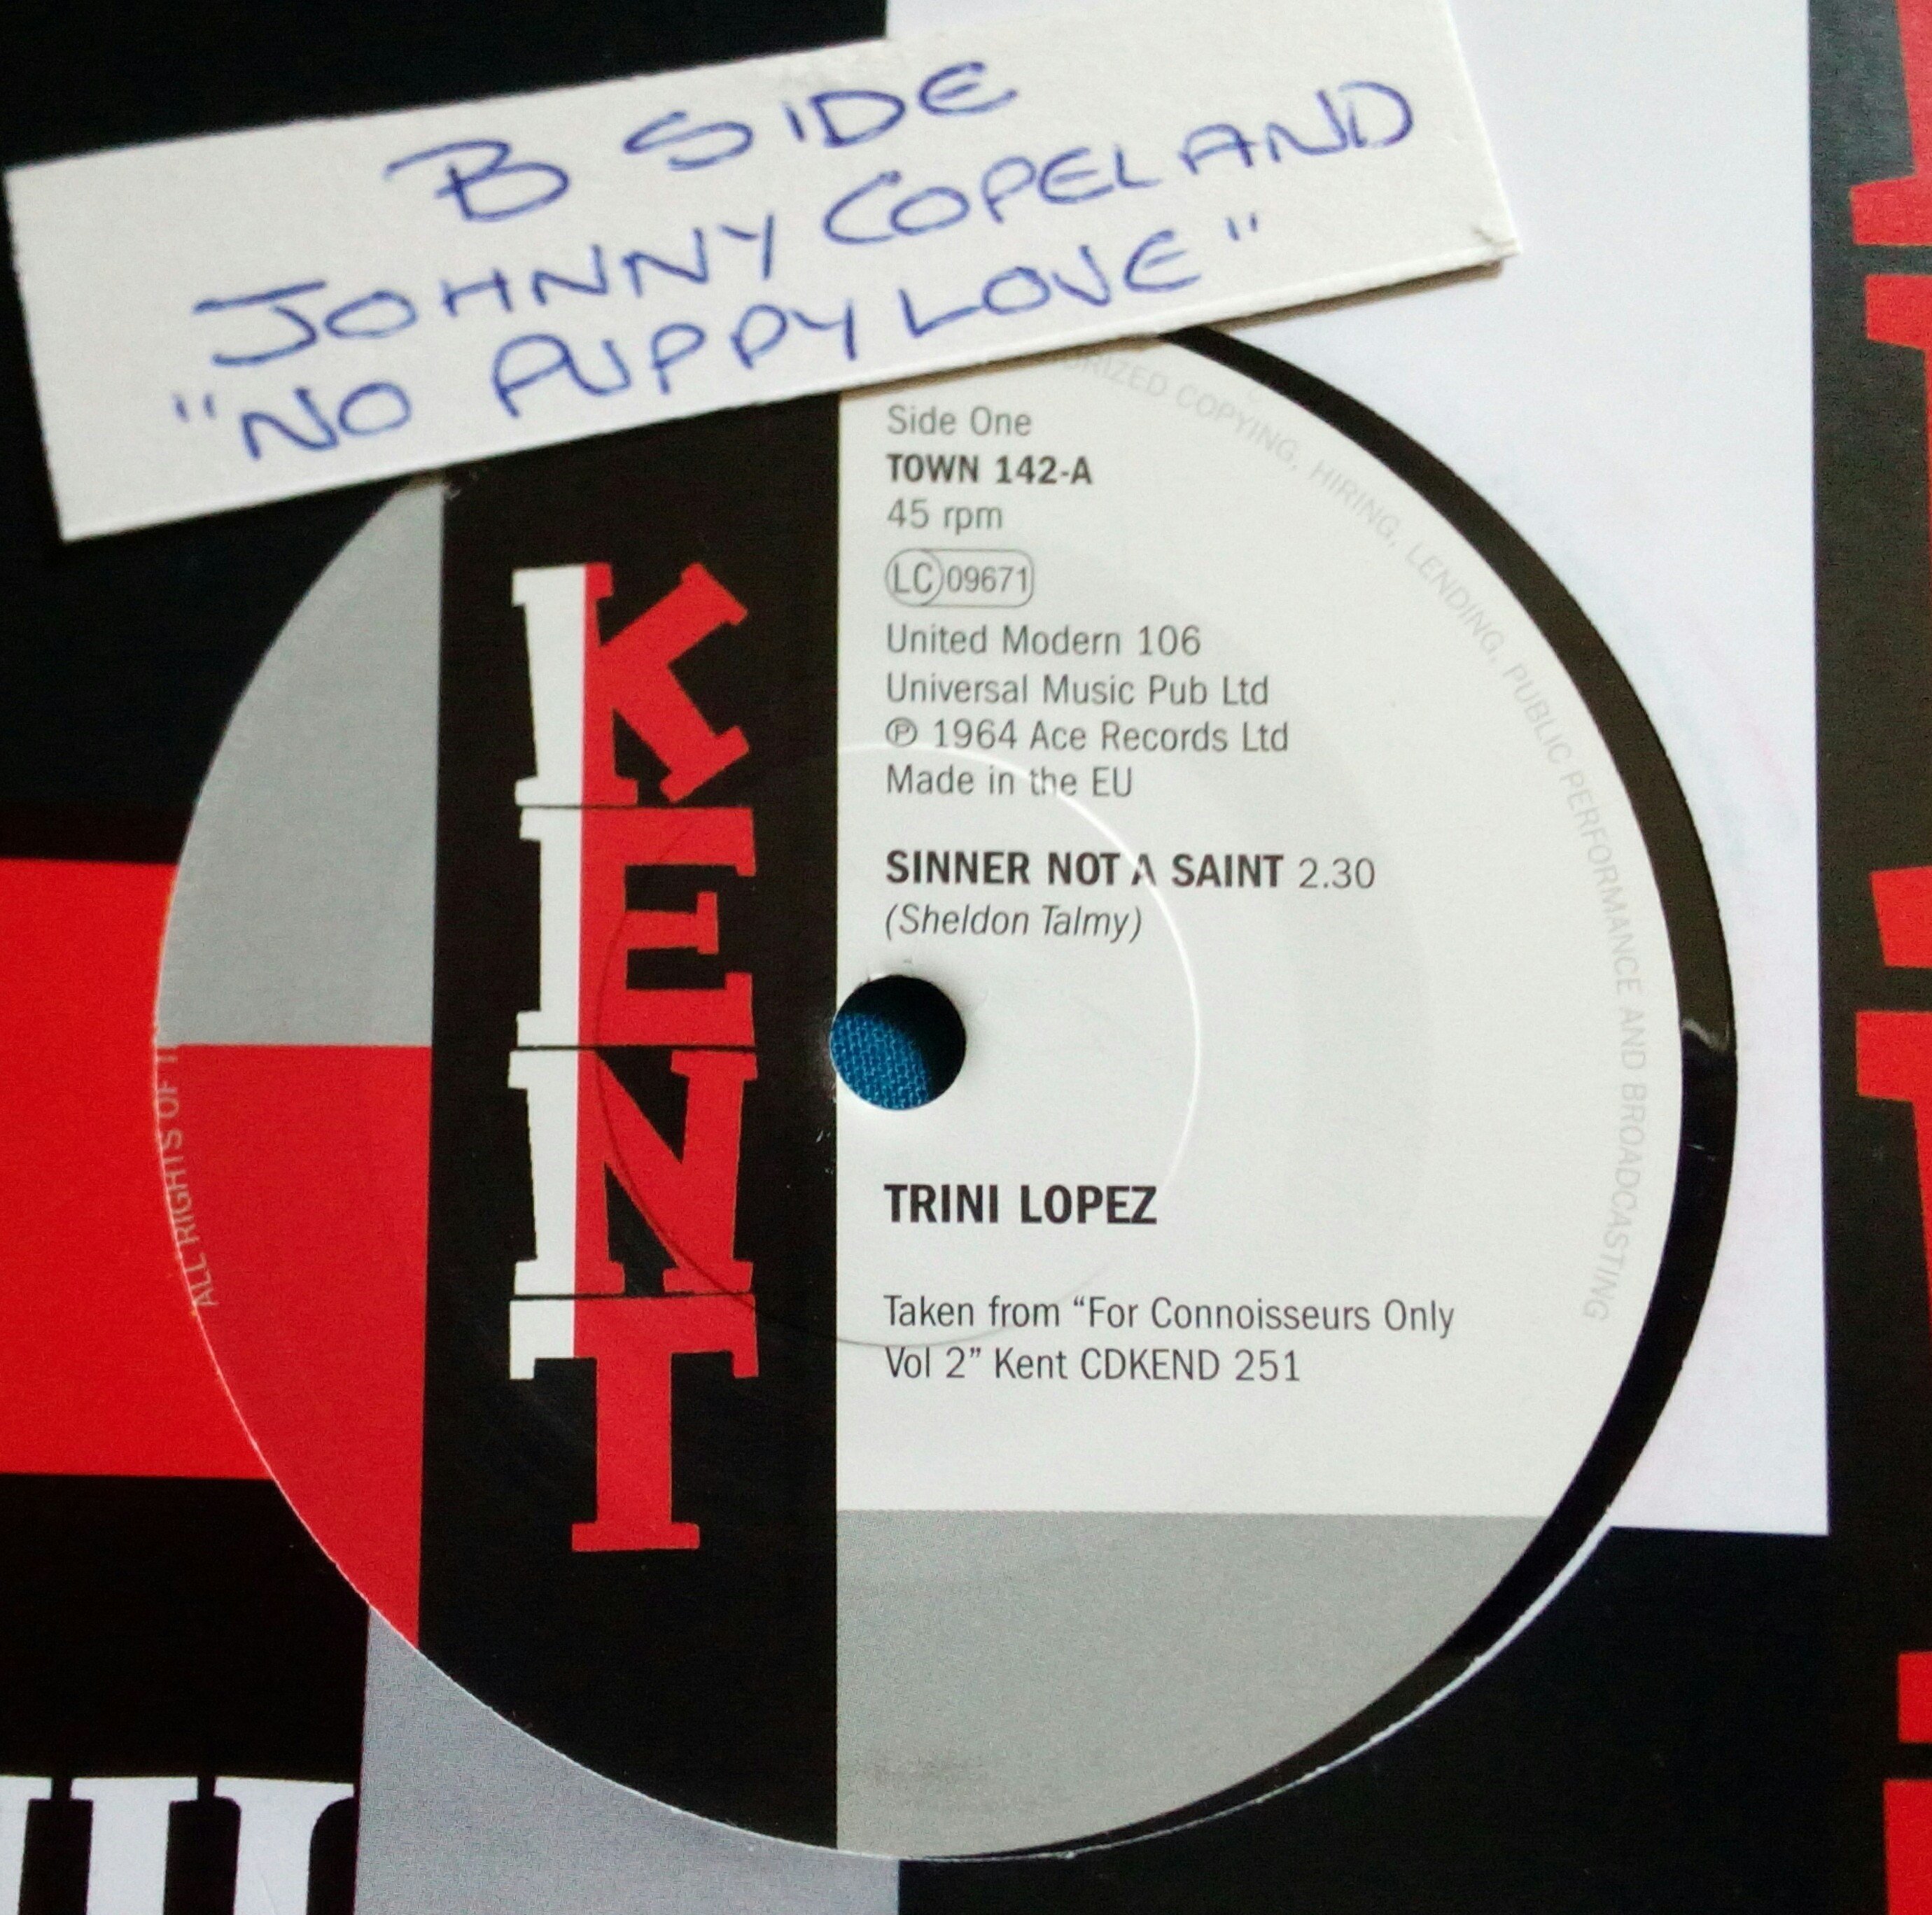 B SIDE
JOHNNY COPELAND
"NO PUPPY LOVE"
Side One
TOWN 142-A
45 rpm
LC 09671
United Modern 106
Universal Music Pub Ltd
℗ 1964 Ace Records Ltd
Made in the EU
SINNER NOT A SAINT 2.30
(Sheldon Talmy)
TRINI LOPEZ
Taken from “For Connoisseurs Only
Vol 2” Kent CDKEND 251
KENT
ALL RIGHTS OF
COPYING, HIRING, LENDING, PUBLIC PERFORMANCE AND BROADCASTING